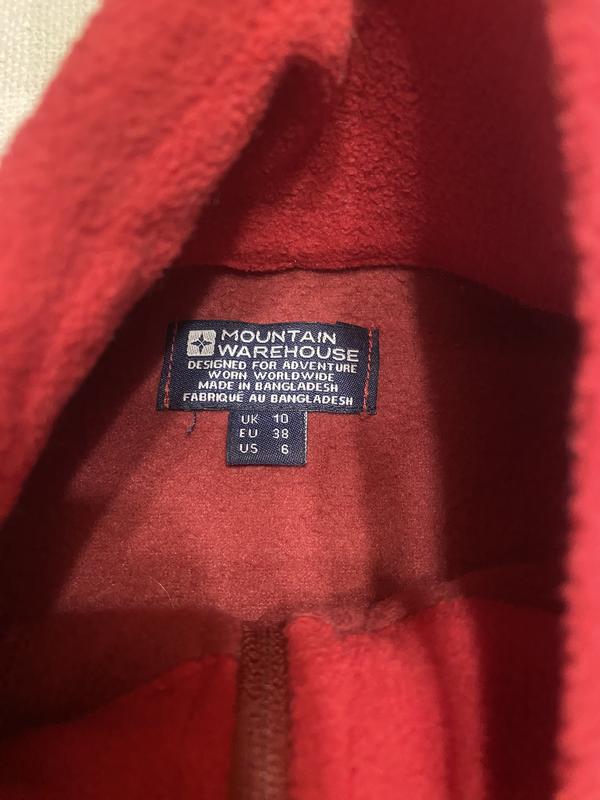 MOUNTAIN
WAREHOUSE
DESIGNED FOR ADVENTURE
WORN WORLDWIDE
MADE IN BANGLADESH
FABRIQUE AU BANGLADESH
UK 10
EU 38
US 6